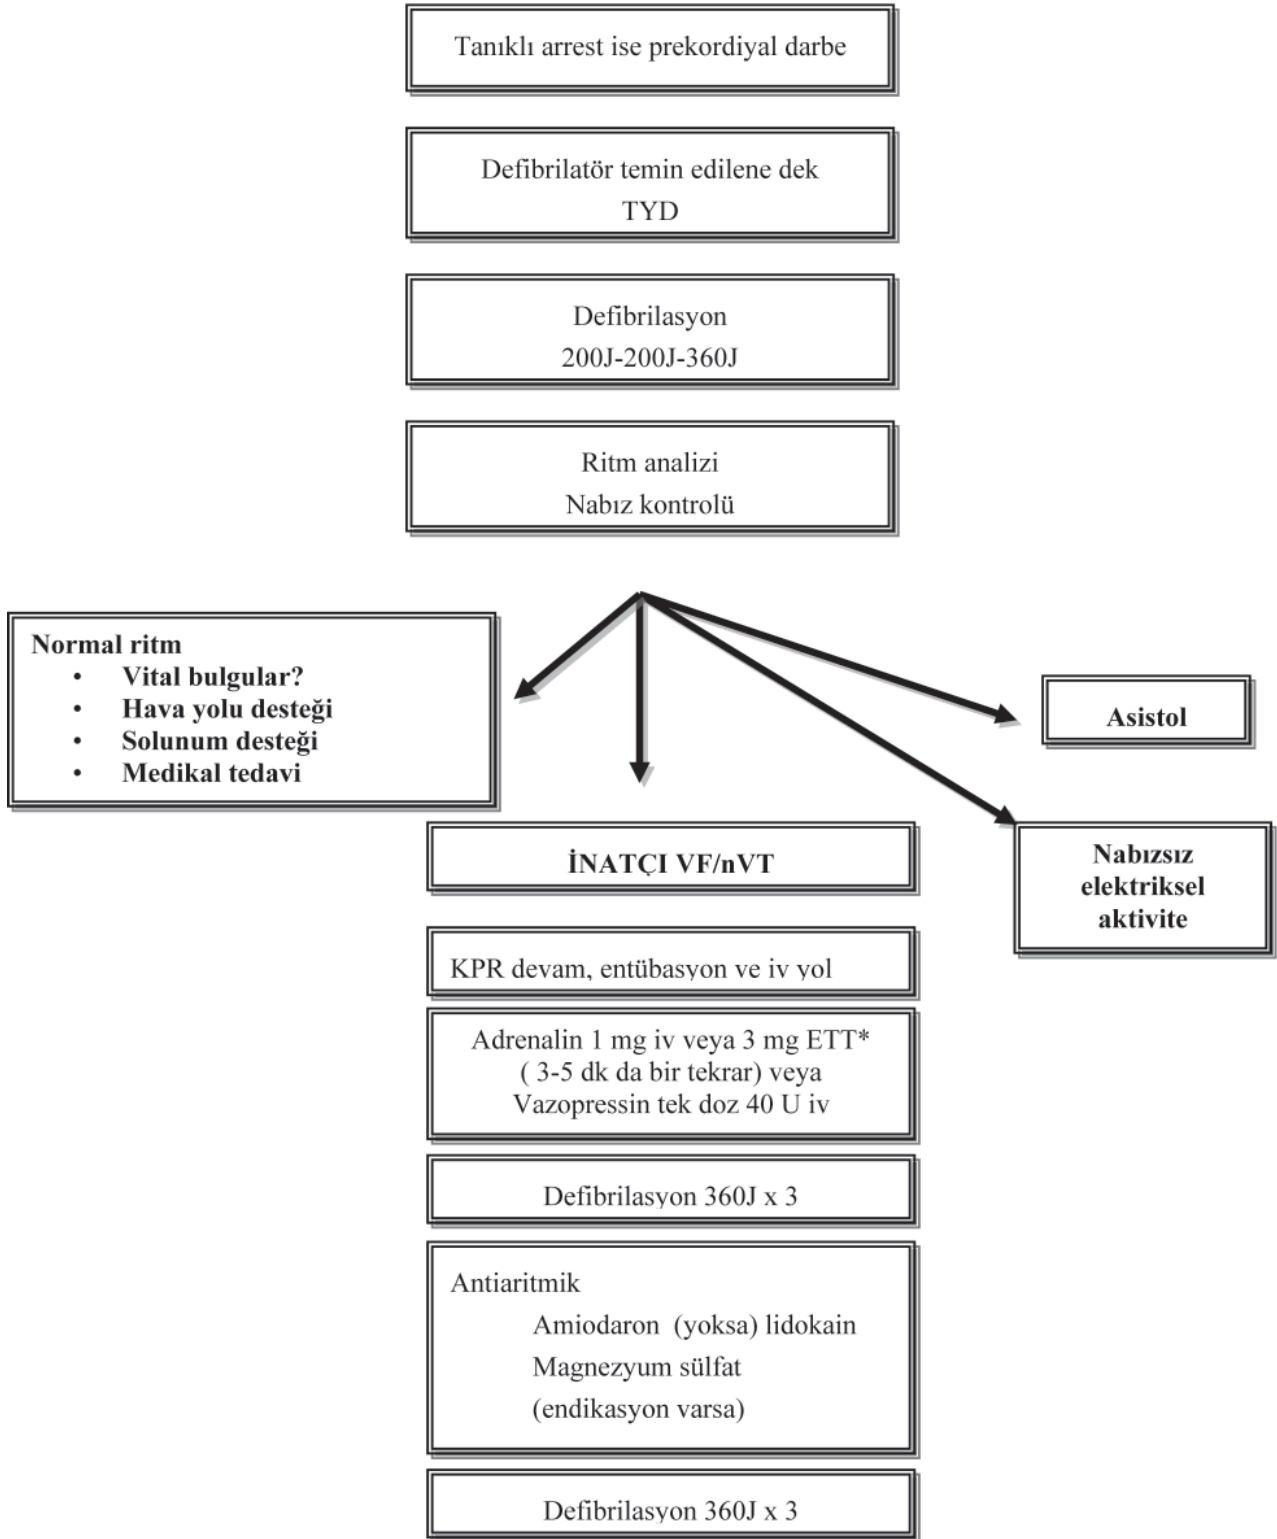 Tanıklı arrest ise prekordiyal darbe
Defibrilatör temin edilene dek
TYD
Defibrilasyon
200J-200J-360J
Ritm analizi
Nabız kontrolü
Normal ritm
• Vital bulgular?
• Hava yolu desteği
• Solunum desteği
• Medikal tedavi
Asistol
Nabızsız
elektriksel
aktivite
İNATÇI VF/nVT
KPR devam, entübasyon ve iv yol
Adrenalin 1 mg iv veya 3 mg ETT*
( 3-5 dk da bir tekrar) veya
Vazopressin tek doz 40 U iv
Defibrilasyon 360J x 3
Antiaritmik
Amiodaron (yoksa) lidokain
Magnezyum sülfat
(endikasyon varsa)
Defibrilasyon 360J x 3